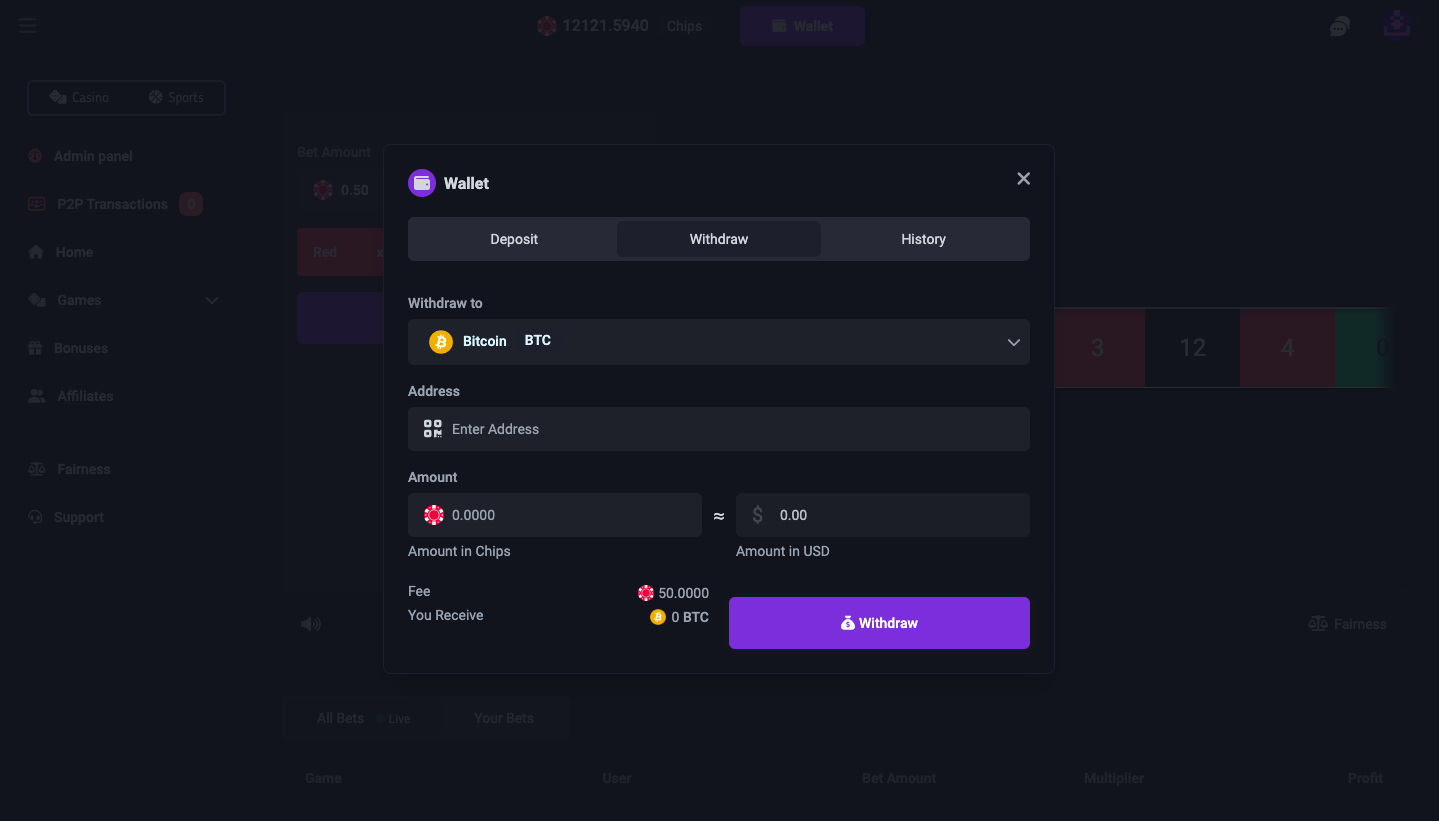 12121.5940 Chips Wallet
Casino Sports
Admin panel
P2P Transactions 0
Home
Games
Bonuses
Affiliates
Fairness
Support
Bet Amount
0.50
Red x
Wallet
Deposit Withdraw History
Withdraw to
Bitcoin BTC
Address
Enter Address
Amount
0.0000 ≈ $ 0.00
Amount in Chips Amount in USD
Fee 50.0000
You Receive 0 BTC
Withdraw
3 12 4 0
Fairness
All Bets Live Your Bets
Game User Bet Amount Multiplier Profit